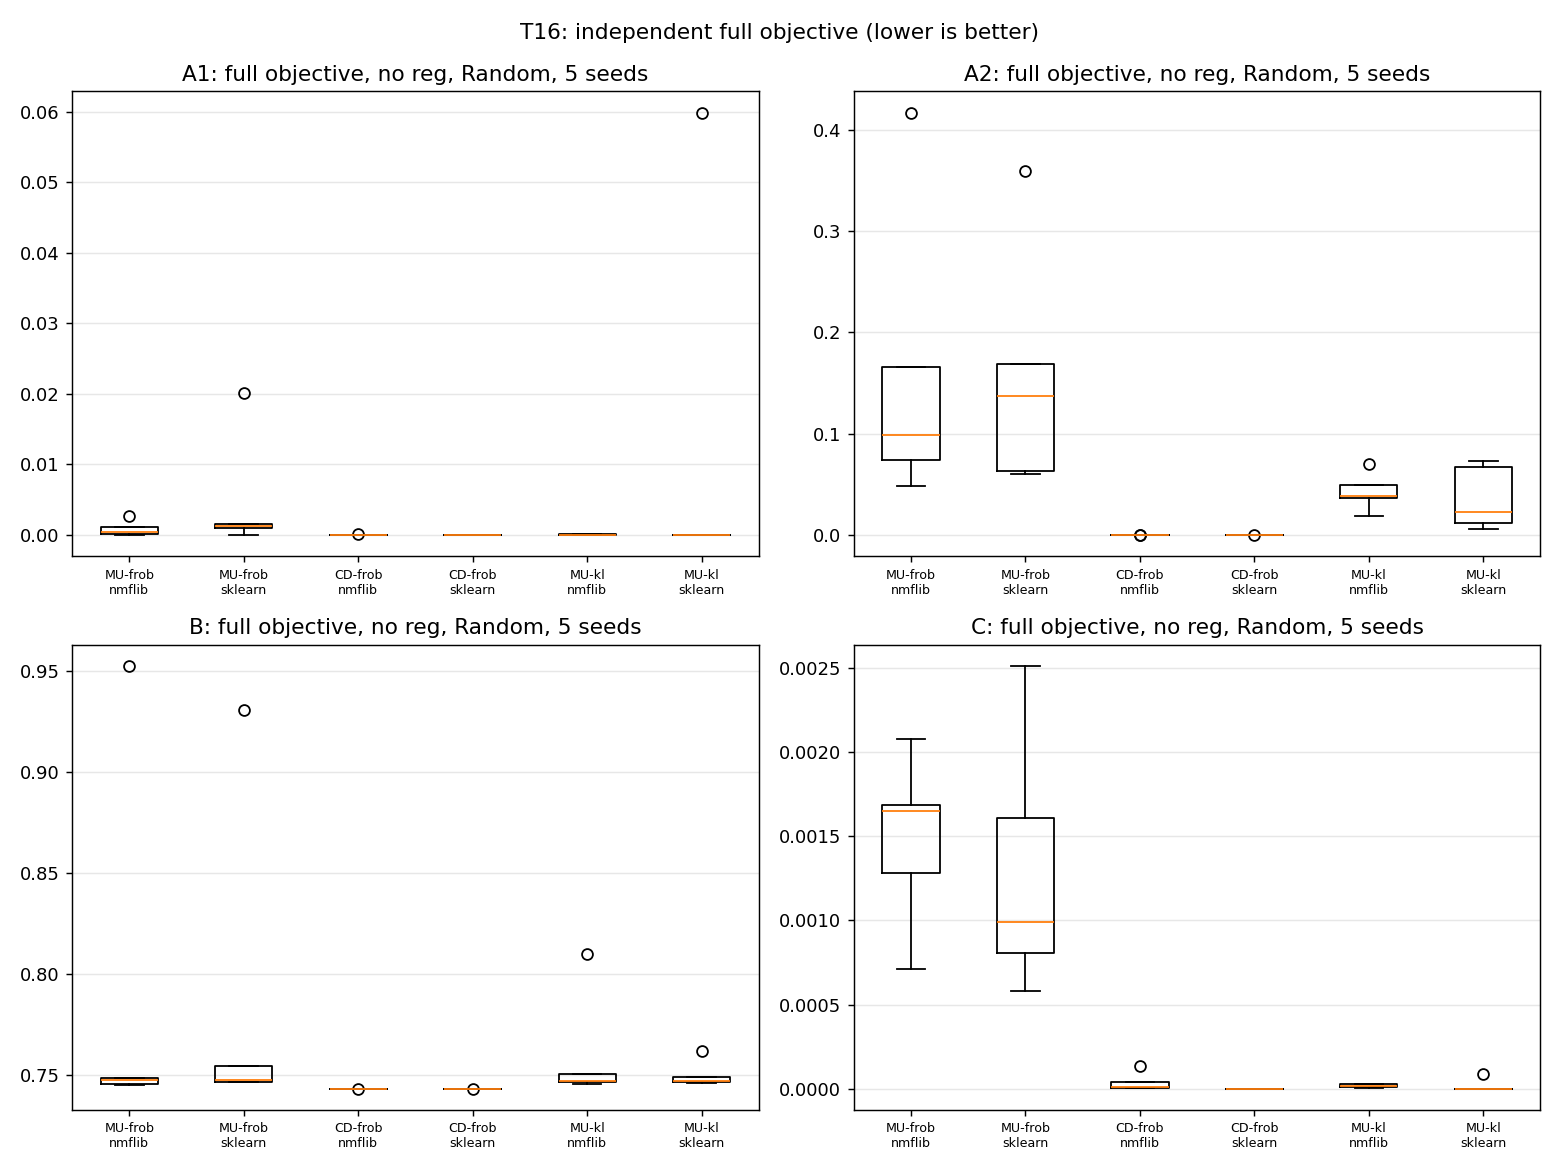 T16: independent full objective (lower is better)
A1: full objective, no reg, Random, 5 seeds
0.06
0.05
0.04
0.03
0.02
0.01
0.00
MU-frob nmflib
MU-frob sklearn
CD-frob nmflib
CD-frob sklearn
MU-kl nmflib
MU-kl sklearn
A2: full objective, no reg, Random, 5 seeds
0.4
0.3
0.2
0.1
0.0
MU-frob nmflib
MU-frob sklearn
CD-frob nmflib
CD-frob sklearn
MU-kl nmflib
MU-kl sklearn
B: full objective, no reg, Random, 5 seeds
0.95
0.90
0.85
0.80
0.75
MU-frob nmflib
MU-frob sklearn
CD-frob nmflib
CD-frob sklearn
MU-kl nmflib
MU-kl sklearn
C: full objective, no reg, Random, 5 seeds
0.0025
0.0020
0.0015
0.0010
0.0005
0.0000
MU-frob nmflib
MU-frob sklearn
CD-frob nmflib
CD-frob sklearn
MU-kl nmflib
MU-kl sklearn